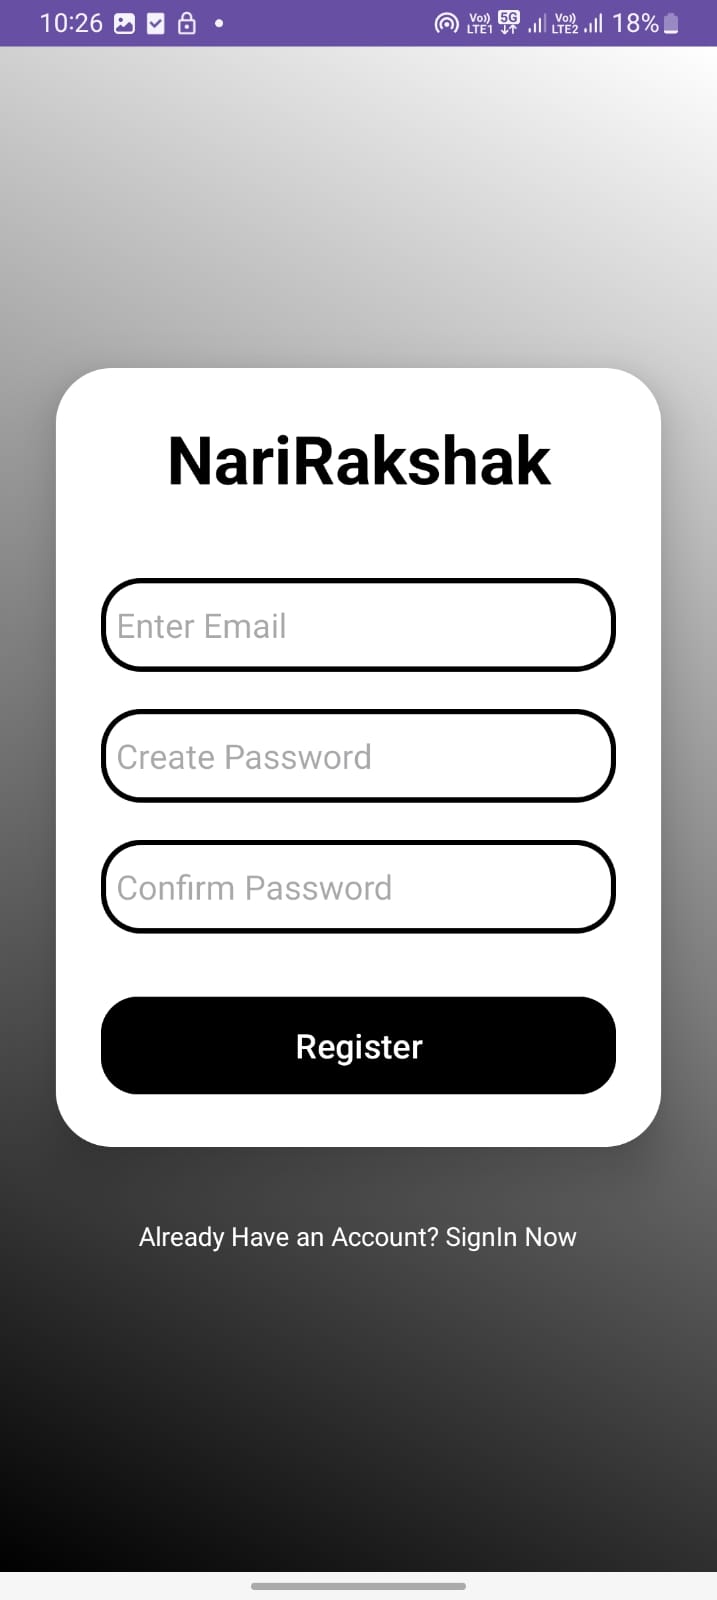 10:26 Vo)) LTE1 5G Vo)) LTE2 18%
NariRakshak
Enter Email
Create Password
Confirm Password
Register
Already Have an Account? SignIn Now